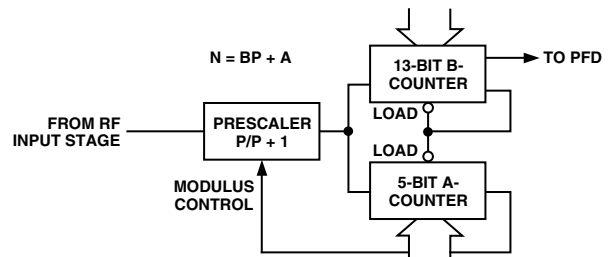 N = BP + A
13-BIT B-
COUNTER
TO PFD
LOAD
FROM RF
INPUT STAGE
PRESCALER
P/P + 1
LOAD
MODULUS
CONTROL
5-BIT A-
COUNTER